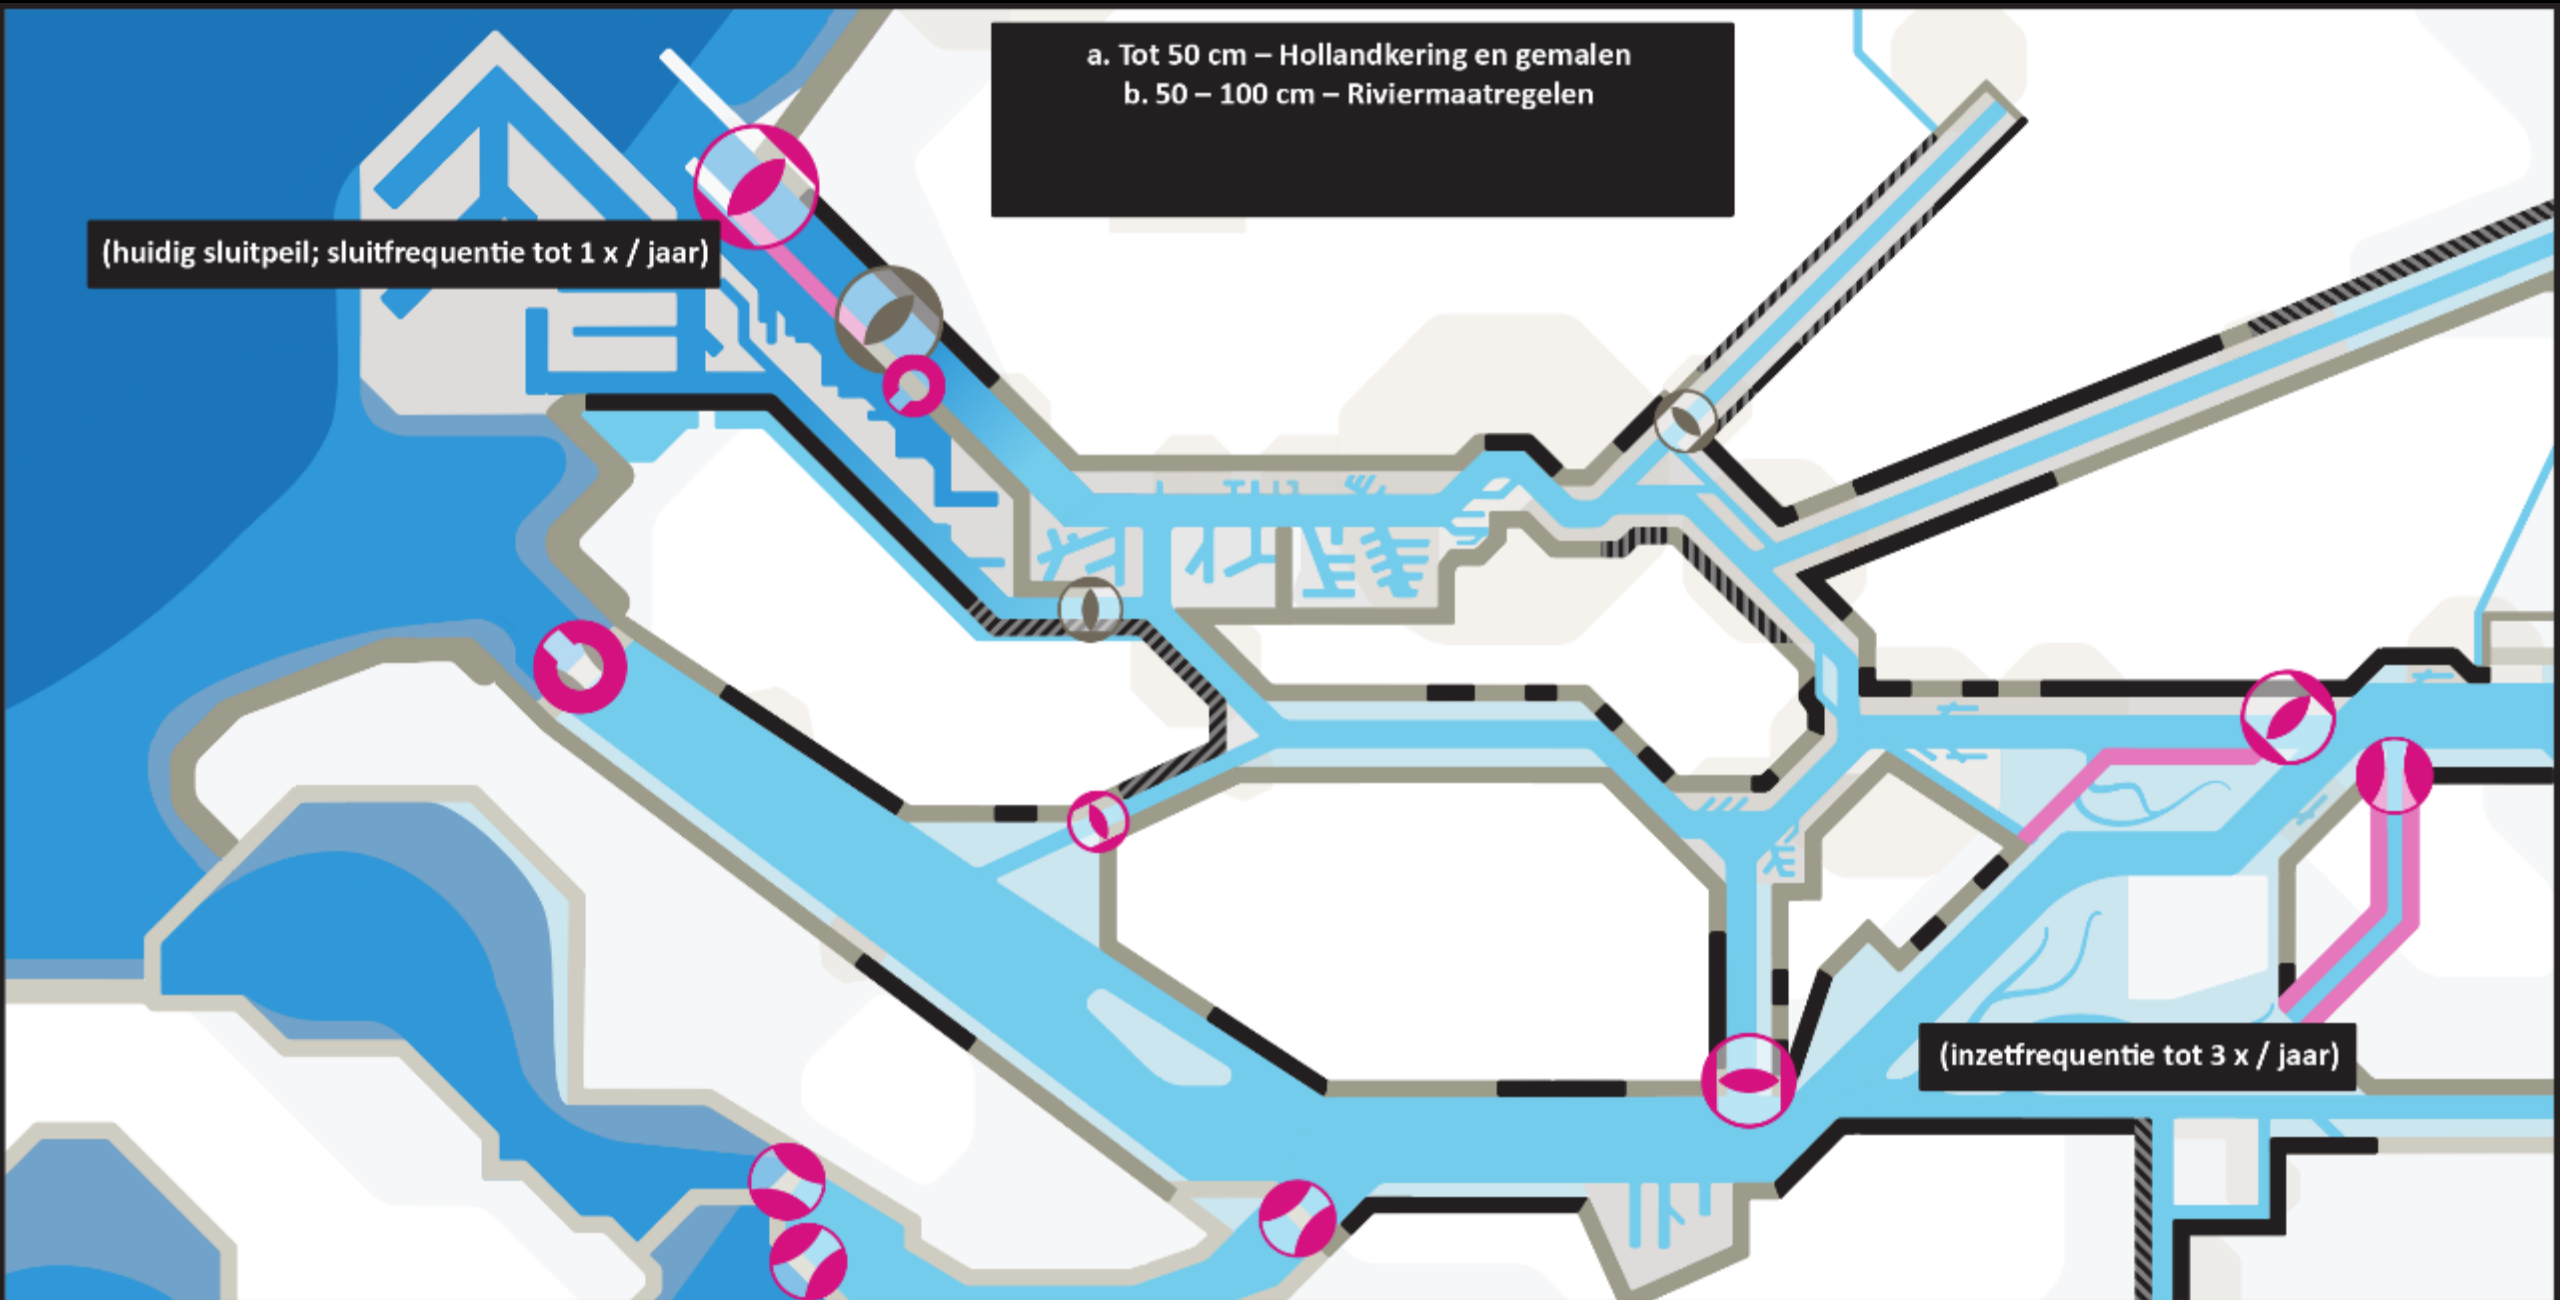 a. Tot 50 cm – Hollandkering en gemalen
b. 50 – 100 cm – Riviermaatregelen
(huidig sluitpeil; sluitfrequentie tot 1 x / jaar)
(inzetfrequentie tot 3 x / jaar)